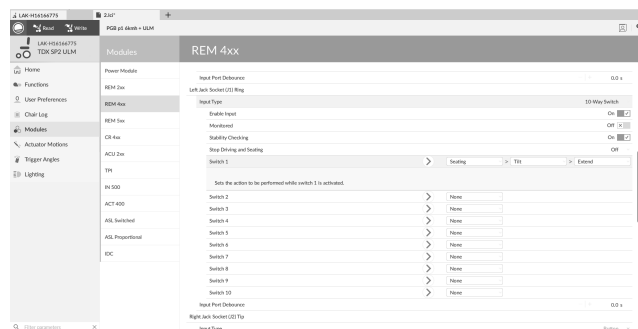 LAK-H16166775
2.lci*
+
Read
Write
PGB p5 6kmh + ULM
LAK-H16166775
TDX SP2 ULM
Home
Functions
User Preferences
Chair Log
Modules
Actuator Motions
Trigger Angles
Lighting
Filter parameters
Modules
Power Module
REM 2xx
REM 4xx
REM 5xx
CR 4xx
ACU 2xx
TPI
IN 500
ACT 400
ASL Switched
ASL Proportional
IDC
REM 4xx
Input Port Debounce 0.0 s
Left Jack Socket (J1) Ring
Input Type 10-Way Switch
Enable Input On
Monitored Off
Stability Checking On
Stop Driving and Seating Off
Switch 1 Seating > Tilt > Extend
Sets the action to be performed while switch 1 is activated.
Switch 2 None
Switch 3 None
Switch 4 None
Switch 5 None
Switch 6 None
Switch 7 None
Switch 8 None
Switch 9 None
Switch 10 None
Input Port Debounce 0.0 s
Right Jack Socket (J2) Tip
Input Type